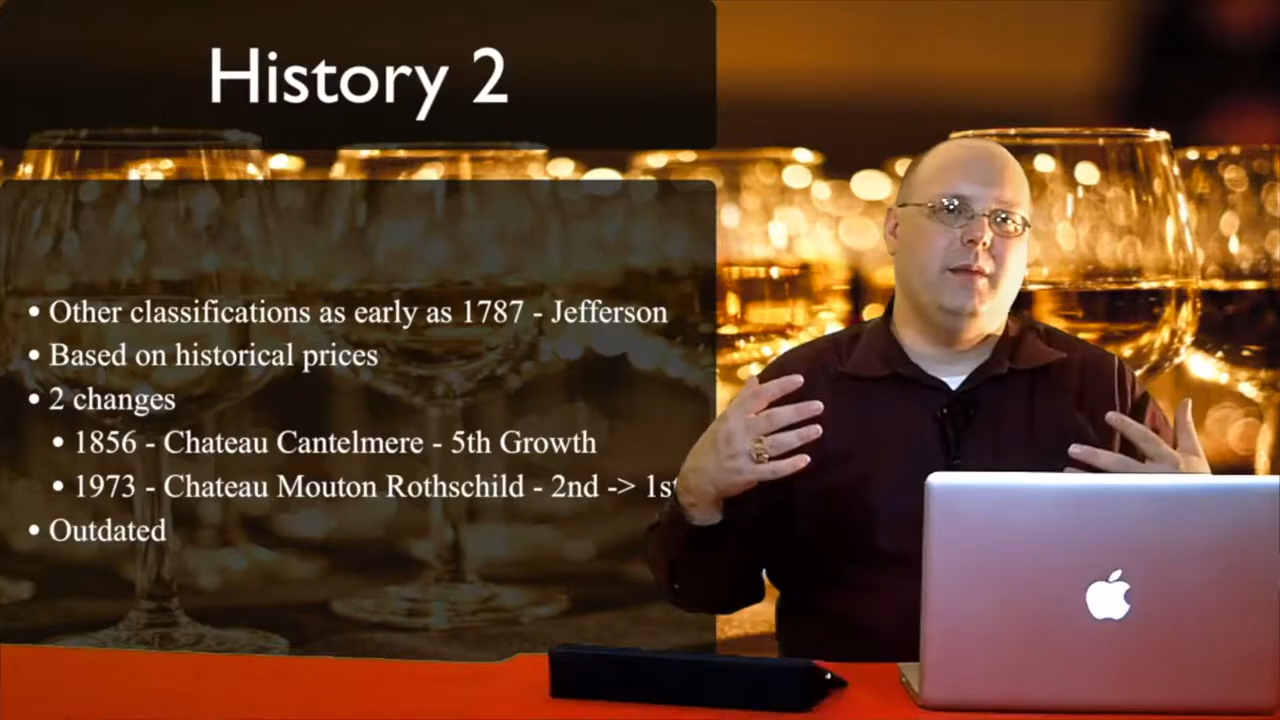 History 2
• Other classifications as early as 1787 - Jefferson
• Based on historical prices
• 2 changes
• 1856 - Chateau Cantelmere - 5th Growth
• 1973 - Chateau Mouton Rothschild - 2nd -> 1st
• Outdated